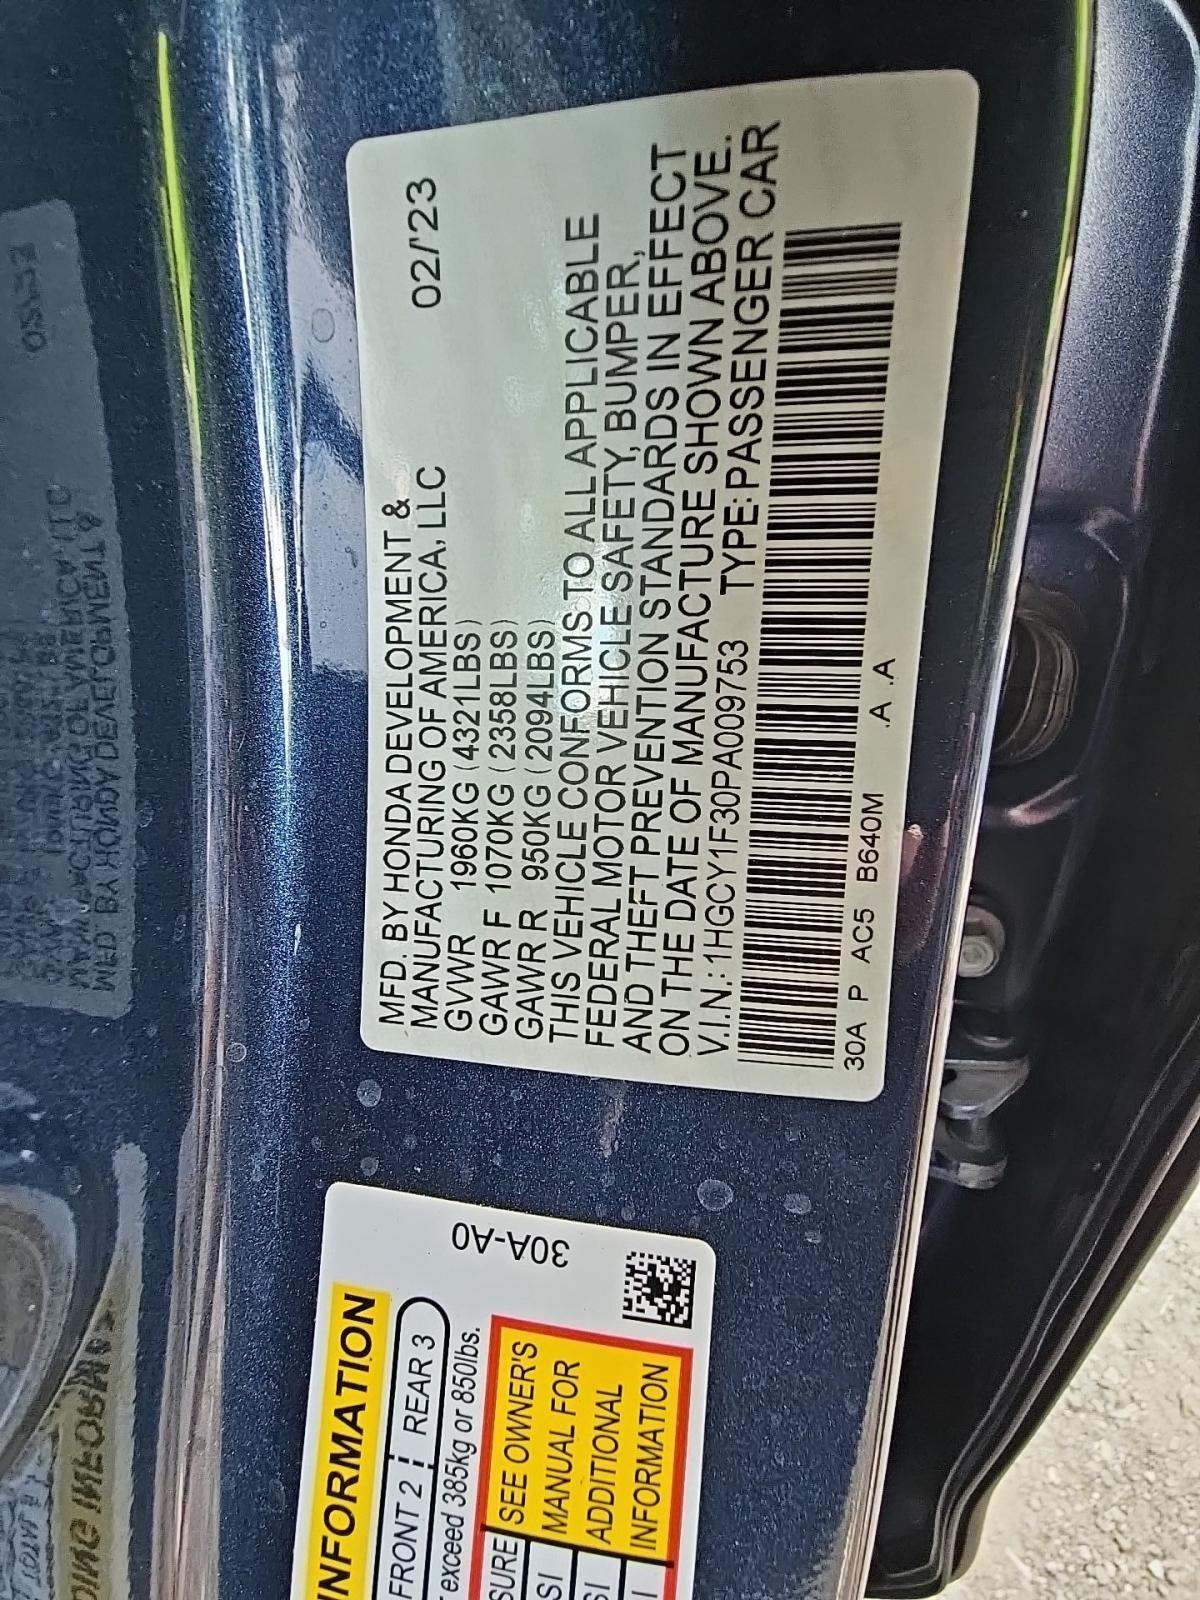 MFD. BY HONDA DEVELOPMENT &
MANUFACTURING OF AMERICA, LLC 02/'23
GVWR 1960KG (4321LBS)
GAWR F 1070KG (2358LBS)
GAWR R 950KG (2094LBS)
THIS VEHICLE CONFORMS TO ALL APPLICABLE
FEDERAL MOTOR VEHICLE SAFETY, BUMPER,
AND THEFT PREVENTION STANDARDS IN EFFECT
ON THE DATE OF MANUFACTURE SHOWN ABOVE.
V.I.N.: 1HGCY1F30PA009753 TYPE: PASSENGER CAR
30A P AC5 B640M .A .A
30A-A0
INFORMATION
FRONT 2 REAR 3
exceed 385kg or 850lbs.
SEE OWNER'S
MANUAL FOR
ADDITIONAL
INFORMATION